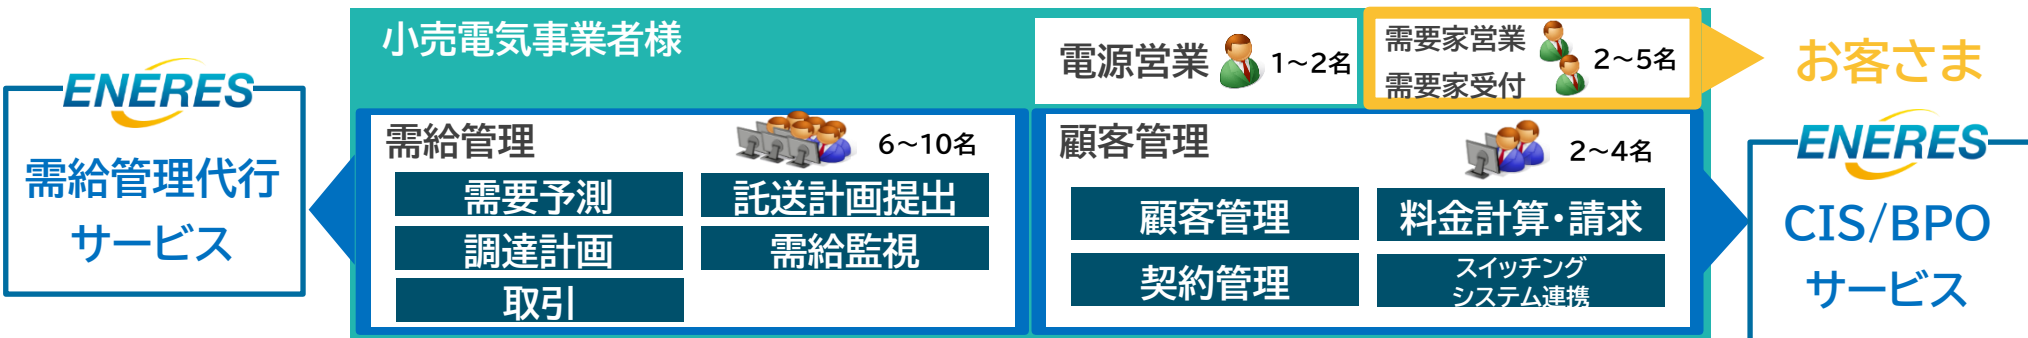 小売電気事業者様
電源営業
1～2名
需要家営業
需要家受付
2～5名
お客さま
ENERES
需給管理代行
サービス
需給管理
6～10名
需要予測
託送計画提出
調達計画
需給監視
取引
顧客管理
2～4名
顧客管理
料金計算・請求
契約管理
スイッチング
システム連携
ENERES
CIS/BPO
サービス